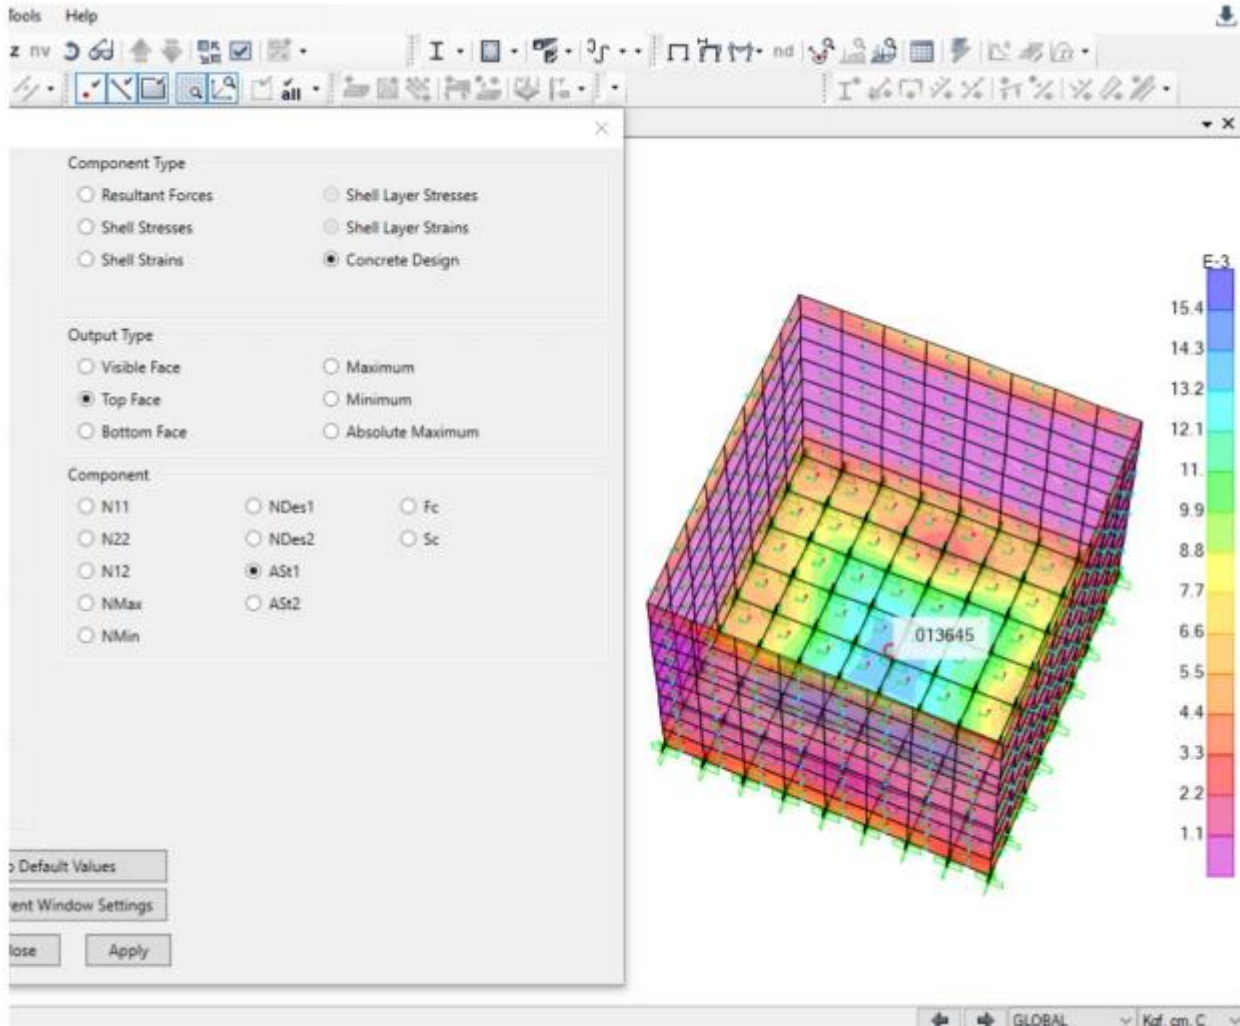 Tools Help
z nv nd
all
Component Type
Resultant Forces Shell Layer Stresses
Shell Stresses Shell Layer Strains
Shell Strains Concrete Design
Output Type
Visible Face Maximum
Top Face Minimum
Bottom Face Absolute Maximum
Component
N11 NDes1 Fc
N22 NDes2 Sc
N12 ASt1
NMax ASt2
NMin
Default Values
Window Settings
Apply
.013645
E-3
15.4
14.3
13.2
12.1
11.
9.9
8.8
7.7
6.6
5.5
4.4
3.3
2.2
1.1
GLOBAL Kgf, cm, C